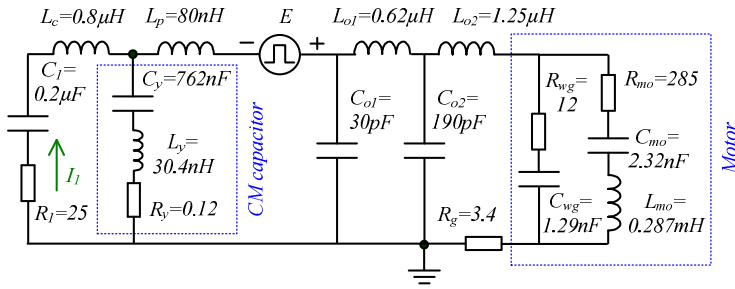 L_c=0.8μH
L_p=80nH
E
L_o1=0.62μH
L_o2=1.25μH
− +
C_1=
0.2μF
C_y=762nF
L_y=
30.4nH
R_y=0.12
I_1
R_1=25
CM capacitor
C_o1=
30pF
C_o2=
190pF
R_g=3.4
R_wg=
12
C_wg=
1.29nF
R_mo=285
C_mo=
2.32nF
L_mo=
0.287mH
Motor